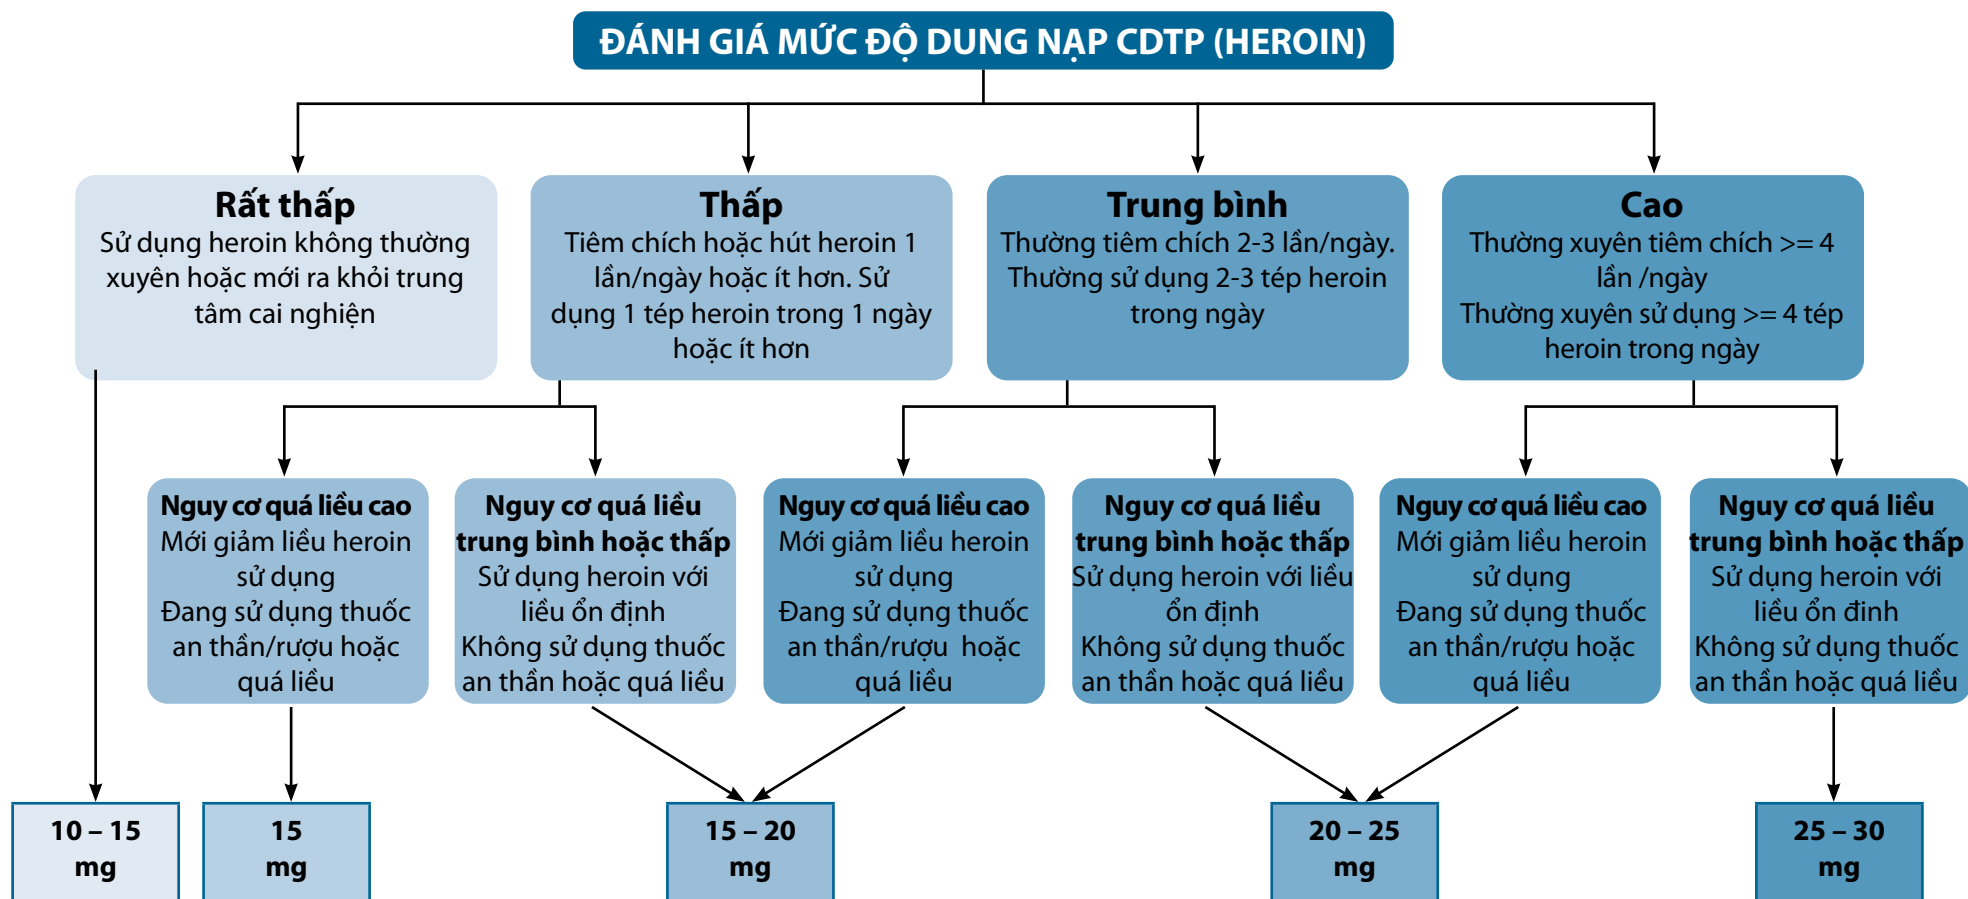 ĐÁNH GIÁ MỨC ĐỘ DUNG NẠP CDTP (HEROIN)
Rất thấp
Sử dụng heroin không thường
xuyên hoặc mới ra khỏi trung
tâm cai nghiện
Thấp
Tiêm chích hoặc hút heroin 1
lần/ngày hoặc ít hơn. Sử
dụng 1 tép heroin trong 1 ngày
hoặc ít hơn
Trung bình
Thường tiêm chích 2-3 lần/ngày.
Thường sử dụng 2-3 tép heroin
trong ngày
Cao
Thường xuyên tiêm chích >= 4
lần /ngày
Thường xuyên sử dụng >= 4 tép
heroin trong ngày
Nguy cơ quá liều cao
Mới giảm liều heroin
sử dụng
Đang sử dụng thuốc
an thần/rượu hoặc
quá liều
Nguy cơ quá liều
trung bình hoặc thấp
Sử dụng heroin với
liều ổn định
Không sử dụng thuốc
an thần hoặc quá liều
Nguy cơ quá liều cao
Mới giảm liều heroin
sử dụng
Đang sử dụng thuốc
an thần/rượu hoặc
quá liều
Nguy cơ quá liều
trung bình hoặc thấp
Sử dụng heroin với liều
ổn định
Không sử dụng thuốc
an thần hoặc quá liều
Nguy cơ quá liều cao
Mới giảm liều heroin
sử dụng
Đang sử dụng thuốc
an thần/rượu hoặc
quá liều
Nguy cơ quá liều
trung bình hoặc thấp
Sử dụng heroin với
liều ổn đinh
Không sử dụng thuốc
an thần hoặc quá liều
10 – 15
mg
15
mg
15 – 20
mg
20 – 25
mg
25 – 30
mg